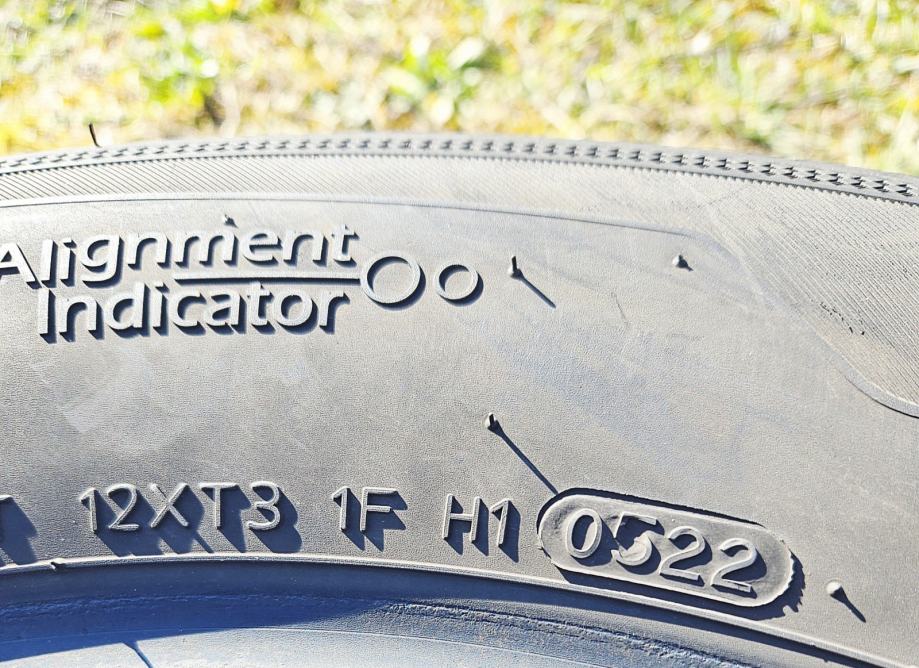 Alignment
Indicator
12XT3 1F H1 0522